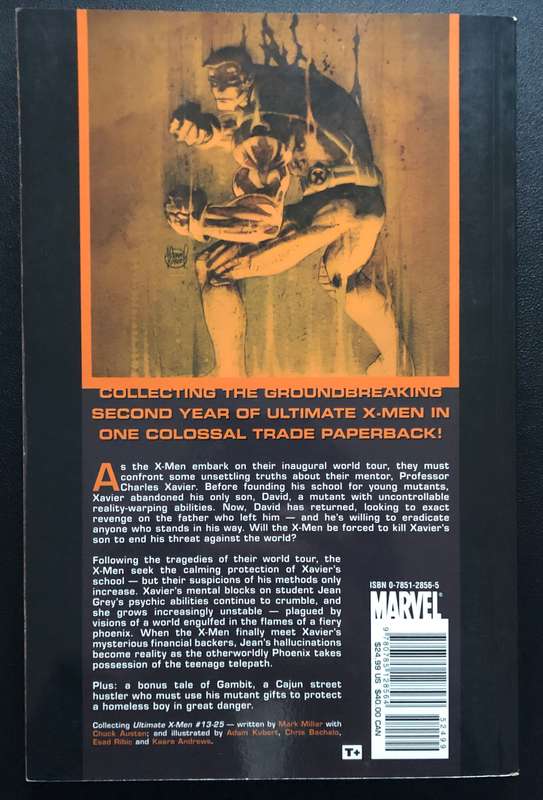 COLLECTING THE GROUNDBREAKING
SECOND YEAR OF ULTIMATE X-MEN IN
ONE COLOSSAL TRADE PAPERBACK!
As the X-Men embark on their inaugural world tour, they must
confront some unsettling truths about their mentor, Professor
Charles Xavier. Before founding his school for young mutants,
Xavier abandoned his only son, David, a mutant with uncontrollable
reality-warping abilities. Now, David has returned, looking to exact
revenge on the father who left him — and he's willing to eradicate
anyone who stands in his way. Will the X-Men be forced to kill Xavier's
son to end his threat against the world?
Following the tragedies of their world tour, the
X-Men seek the calming protection of Xavier's
school — but their suspicions of his methods only
increase. Xavier's mental blocks on student Jean
Grey's psychic abilities continue to crumble, and
she grows increasingly unstable — plagued by
visions of a world engulfed in the flames of a fiery
phoenix. When the X-Men finally meet Xavier's
mysterious financial backers, Jean's hallucinations
become reality as the otherworldly Phoenix takes
possession of the teenage telepath.
Plus: a bonus tale of Gambit, a Cajun street
hustler who must use his mutant gifts to protect
a homeless boy in great danger.
Collecting Ultimate X-Men #13-25 — written by Mark Millar with
Chuck Austen; and illustrated by Adam Kubert, Chris Bachalo,
Esad Ribic and Kaare Andrews.
T+
ISBN 0-7851-2856-5
MARVEL®
9 780785 128564
$24.99 US $40.00 CAN
52499